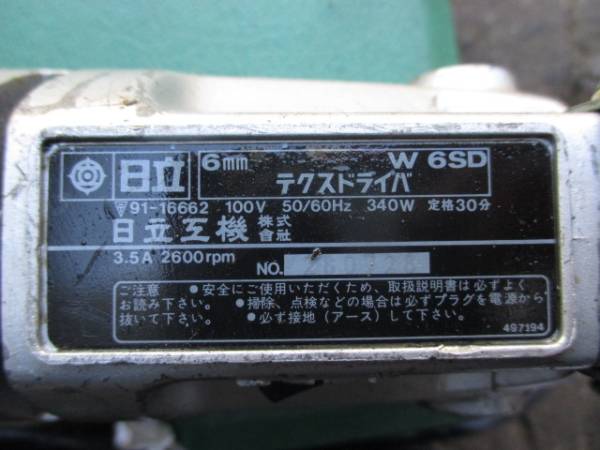 日立 6mm W 6SD
テクスドライバ
〒91-16662 100V 50/60Hz 340W 定格30分
日立工機 株式會社
3.5A 2600rpm
NO.
ご注意 ●安全にご使用いただくため、取扱説明書は必ずよく
お読み下さい。 ●掃除、点検などの場合は必ずプラグを電源から
抜いて下さい。 ●必ず接地(アース)して下さい。
497194